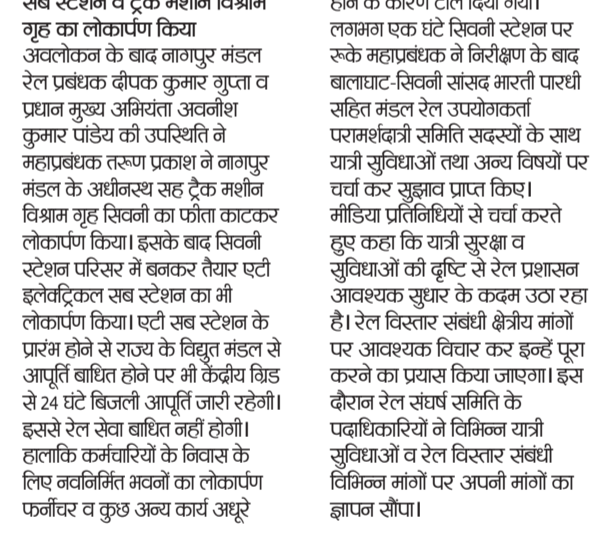 सब स्टेशन व ट्रैक मशीन विश्राम
गृह का लोकार्पण किया
अवलोकन के बाद नागपुर मंडल
रेल प्रबंधक दीपक कुमार गुप्ता व
प्रधान मुख्य अभियंता अवनीश
कुमार पांडेय की उपस्थिति ने
महाप्रबंधक तरूण प्रकाश ने नागपुर
मंडल के अधीनस्थ सह ट्रैक मशीन
विश्राम गृह सिवनी का फीता काटकर
लोकार्पण किया। इसके बाद सिवनी
स्टेशन परिसर में बनकर तैयार एटी
इलेक्ट्रिकल सब स्टेशन का भी
लोकार्पण किया। एटी सब स्टेशन के
प्रारंभ होने से राज्य के विद्युत मंडल से
आपूर्ति बाधित होने पर भी केंद्रीय ग्रिड
से 24 घंटे बिजली आपूर्ति जारी रहेगी।
इससे रेल सेवा बाधित नहीं होगी।
हालाकि कर्मचारियों के निवास के
लिए नवनिर्मित भवनों का लोकार्पण
फर्नीचर व कुछ अन्य कार्य अधूरे
होने के कारण टाल दिया गया।
लगभग एक घंटे सिवनी स्टेशन पर
रूके महाप्रबंधक ने निरीक्षण के बाद
बालाघाट-सिवनी सांसद भारती पारधी
सहित मंडल रेल उपयोगकर्ता
परामर्शदात्री समिति सदस्यों के साथ
यात्री सुविधाओं तथा अन्य विषयों पर
चर्चा कर सुझाव प्राप्त किए।
मीडिया प्रतिनिधियों से चर्चा करते
हुए कहा कि यात्री सुरक्षा व
सुविधाओं की दृष्टि से रेल प्रशासन
आवश्यक सुधार के कदम उठा रहा
है। रेल विस्तार संबंधी क्षेत्रीय मांगों
पर आवश्यक विचार कर इन्हें पूरा
करने का प्रयास किया जाएगा। इस
दौरान रेल संघर्ष समिति के
पदाधिकारियों ने विभिन्न यात्री
सुविधाओं व रेल विस्तार संबंधी
विभिन्न मांगों पर अपनी मांगों का
ज्ञापन सौंपा।